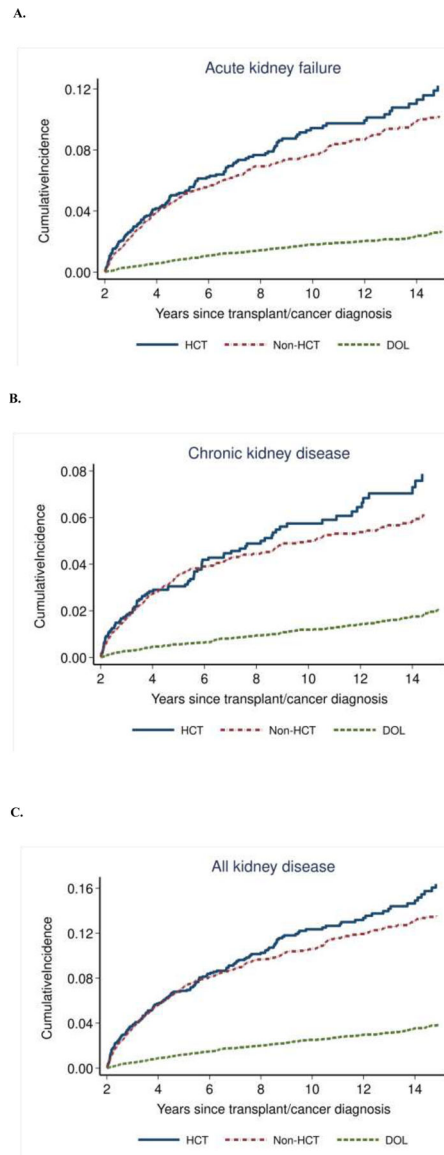 A.
Acute kidney failure
CumulativeIncidence
0.12
0.08
0.04
0.00
2 4 6 8 10 12 14
Years since transplant/cancer diagnosis
HCT Non-HCT DOL
B.
Chronic kidney disease
CumulativeIncidence
0.08
0.06
0.04
0.02
0.00
2 4 6 8 10 12 14
Years since transplant/cancer diagnosis
HCT Non-HCT DOL
C.
All kidney disease
CumulativeIncidence
0.16
0.12
0.08
0.04
0.00
2 4 6 8 10 12 14
Years since transplant/cancer diagnosis
HCT Non-HCT DOL